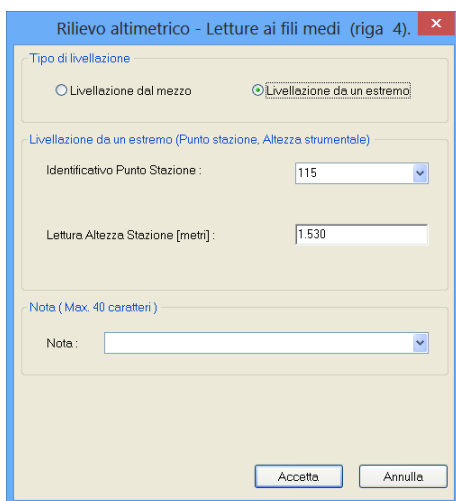 Rilievo altimetrico - Letture ai fili medi (riga 4).
Tipo di livellazione
Livellazione dal mezzo Livellazione da un estremo
Livellazione da un estremo (Punto stazione, Altezza strumentale)
Identificativo Punto Stazione : 115
Lettura Altezza Stazione [metri] : 1.530
Nota ( Max. 40 caratteri )
Nota :
Accetta Annulla